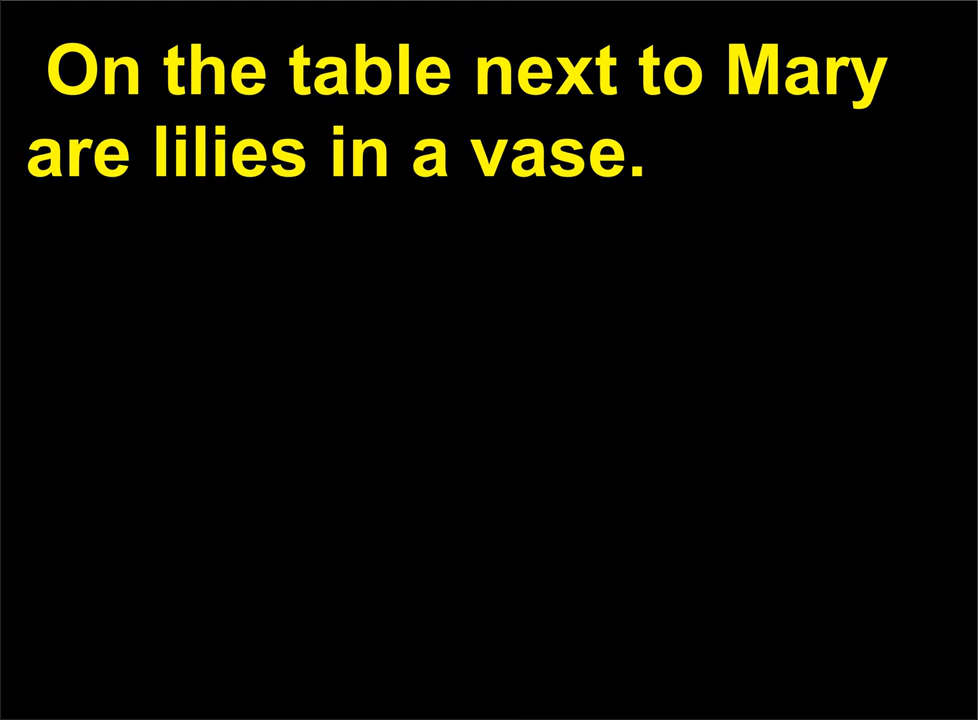 On the table next to Mary
are lilies in a vase.